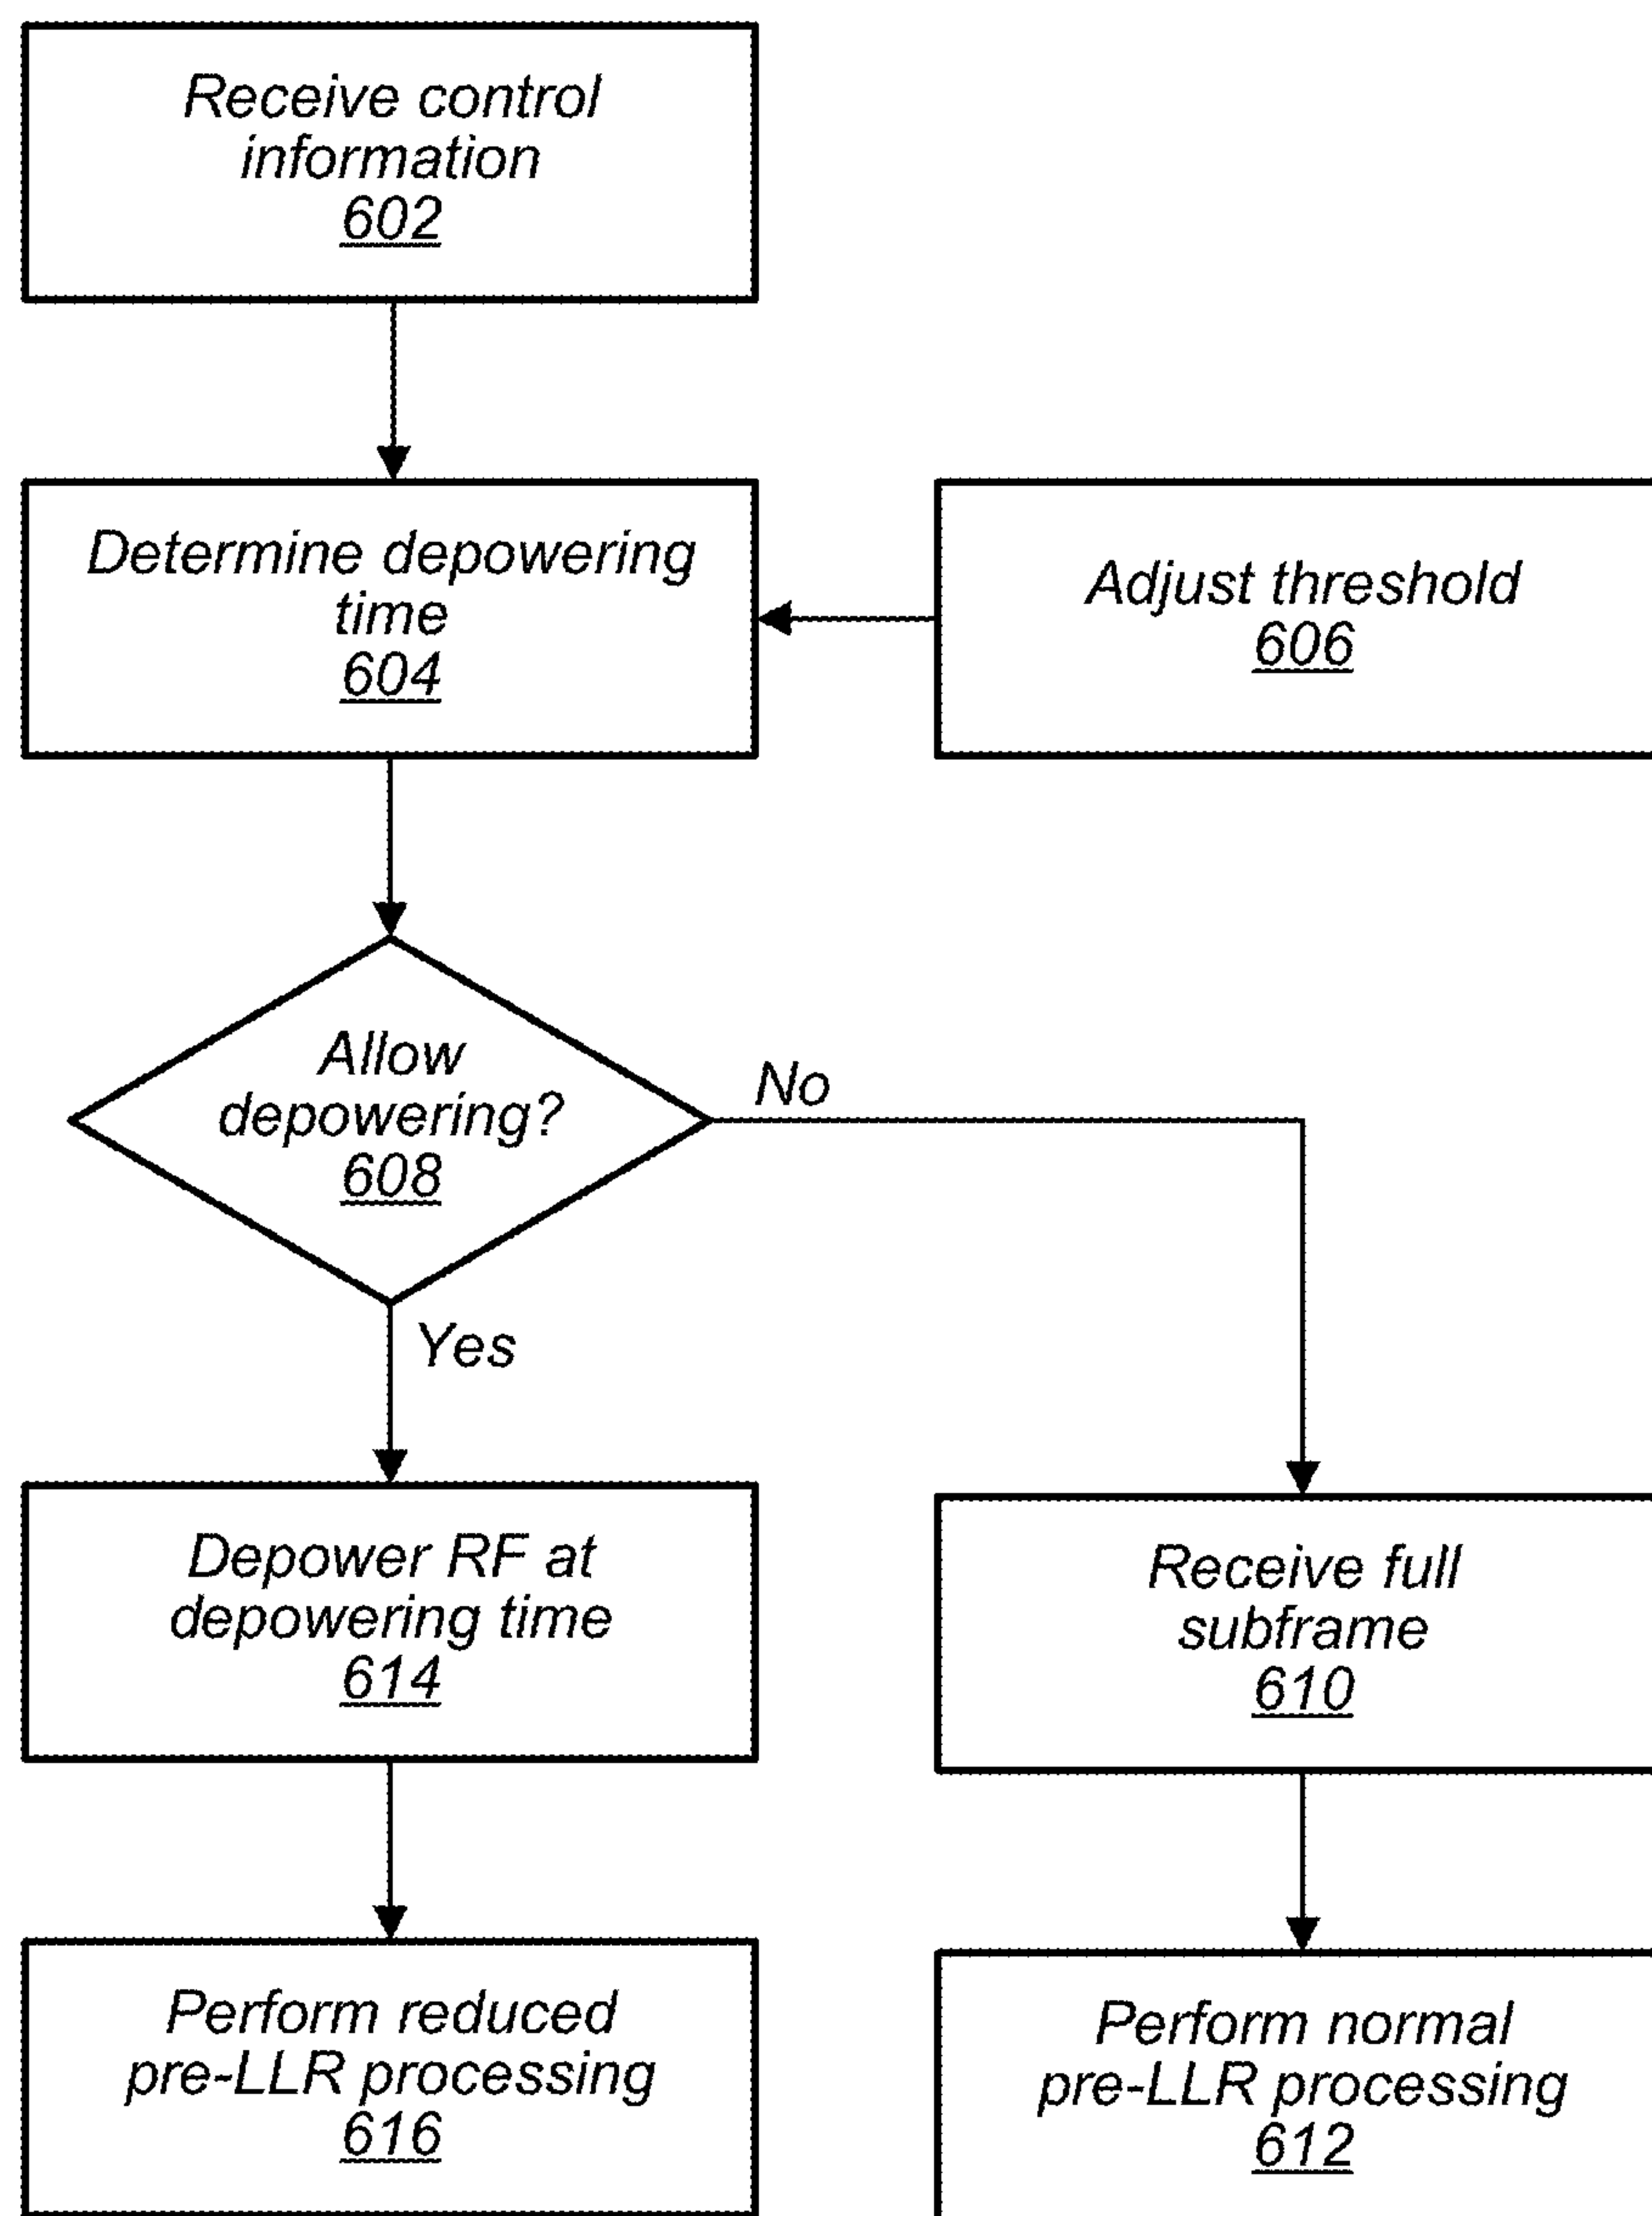 Receive control
information
602
Determine depowering
time
604
Adjust threshold
606
Allow
depowering?
608
No
Yes
Depower RF at
depowering time
614
Receive full
subframe
610
Perform reduced
pre-LLR processing
616
Perform normal
pre-LLR processing
612